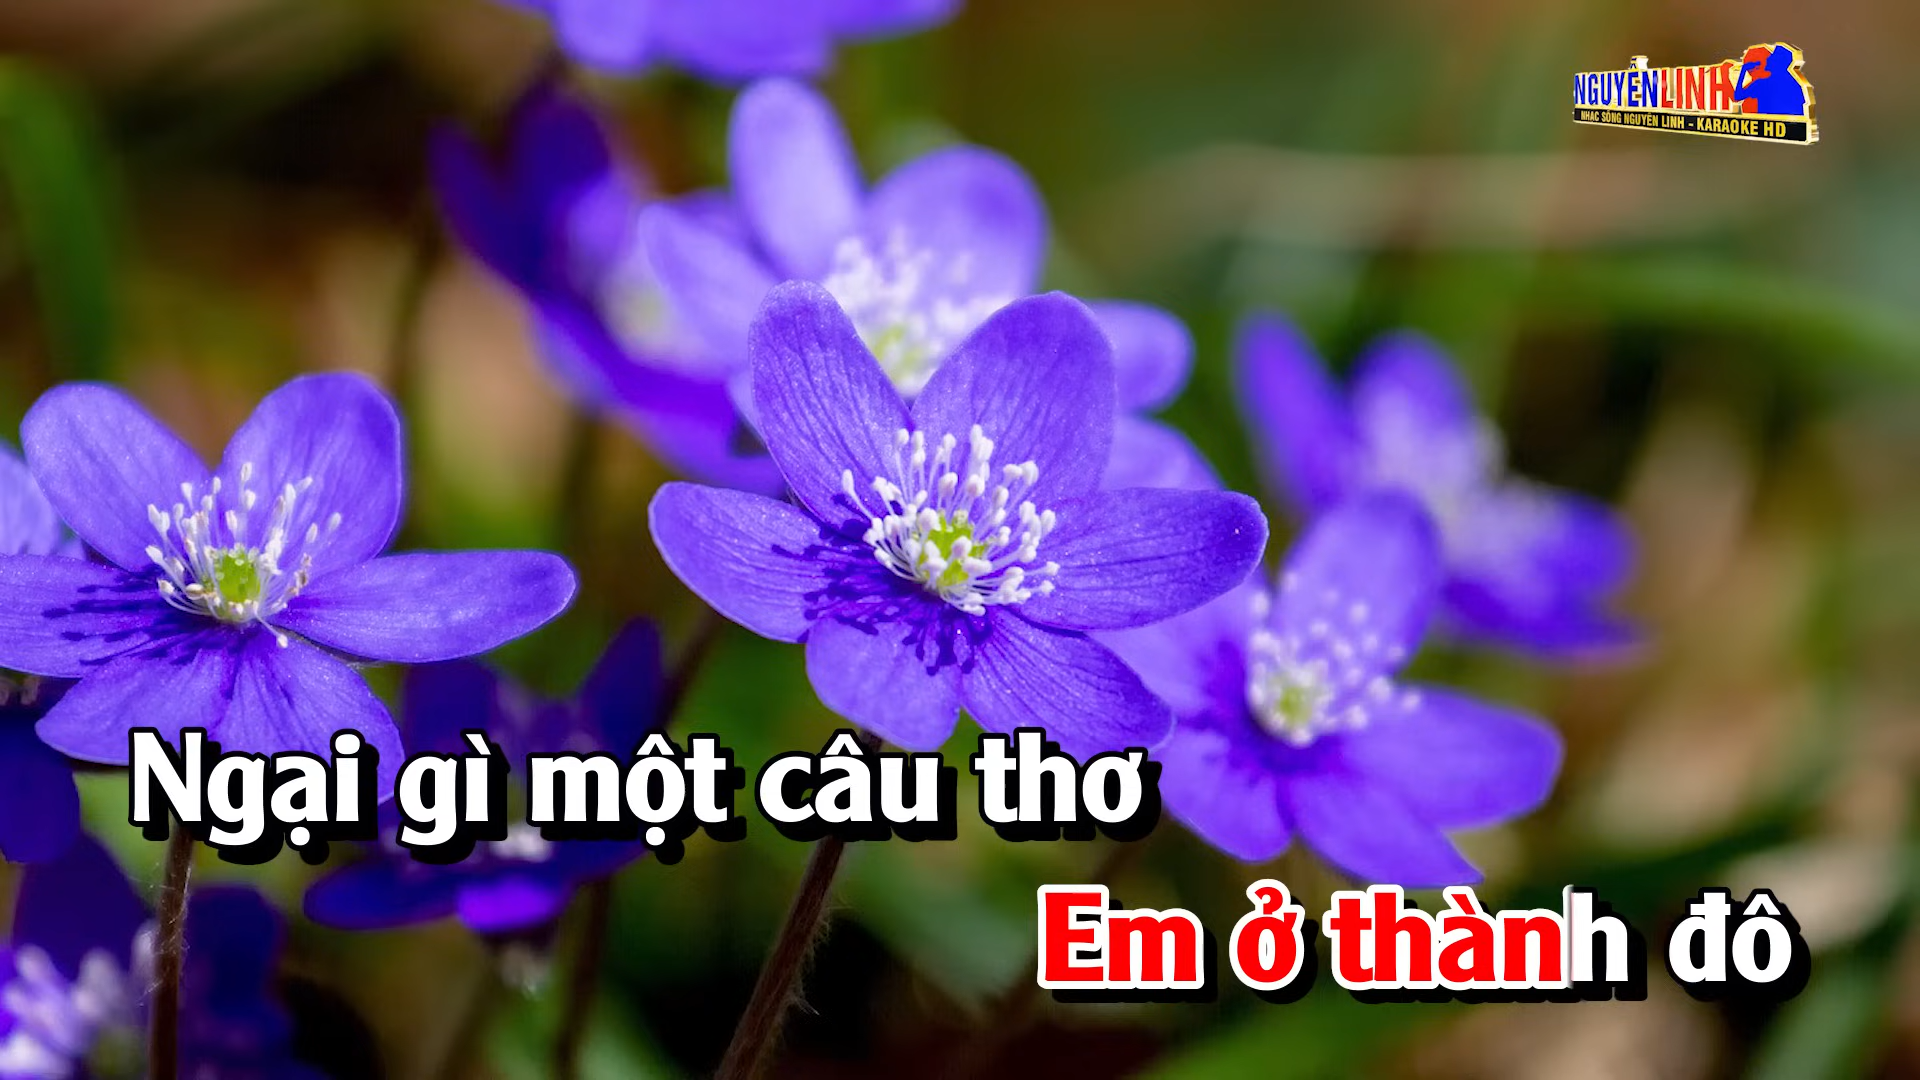 NGUYỄN LINH
NHẠC SỐNG NGUYỄN LINH - KARAOKE HD
Ngại gì một câu thơ
Em ở thành đô